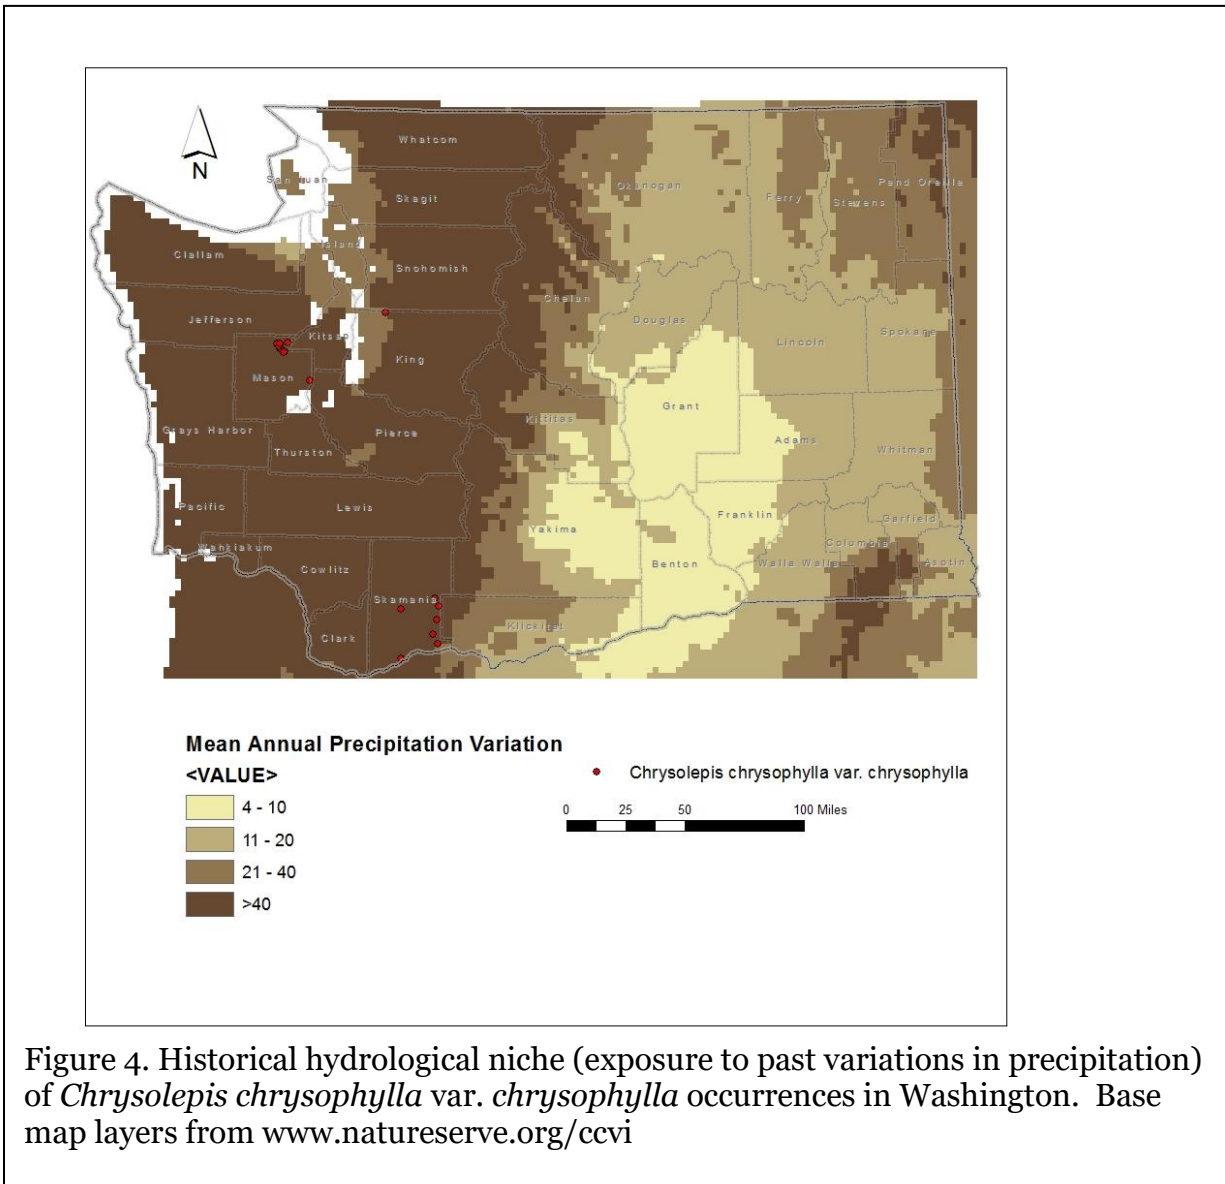 N
Whatcom
San Juan
Skagit
Okanogan
Ferry
Stevens
Pend Oreille
Clallam
Island
Snohomish
Chelan
Jefferson
Kitsap
Douglas
Lincoln
Spokane
King
Mason
Grant
Kittitas
Grays Harbor
Pierce
Adams
Thurston
Whitman
Pacific
Lewis
Yakima
Franklin
Garfield
Wahkiakum
Columbia
Cowlitz
Benton
Walla Walla
Asotin
Skamania
Clark
Klickitat
Mean Annual Precipitation Variation
<VALUE>
4 - 10
11 - 20
21 - 40
>40
Chrysolepis chrysophylla var. chrysophylla
0 25 50 100 Miles
Figure 4. Historical hydrological niche (exposure to past variations in precipitation)
of Chrysolepis chrysophylla var. chrysophylla occurrences in Washington. Base
map layers from www.natureserve.org/ccvi